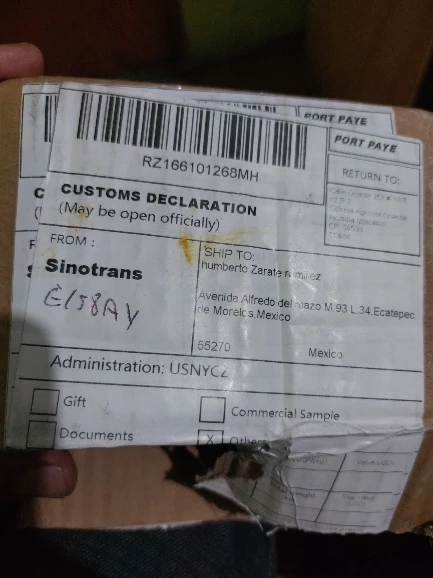 PORT PAYE
PORT PAYE
RZ166101268MH
RETURN TO:
CUSTOMS DECLARATION
(May be open officially)
FROM :
SHIP TO:
humberto Zarate ramirez
Sinotrans
E/58AY
Avenida Alfredo del mazo M 93 L 34,Ecatepec
de Morelos,Mexico
55270 Mexico
Administration: USNYCZ
Gift
Commercial Sample
Documents
X Others